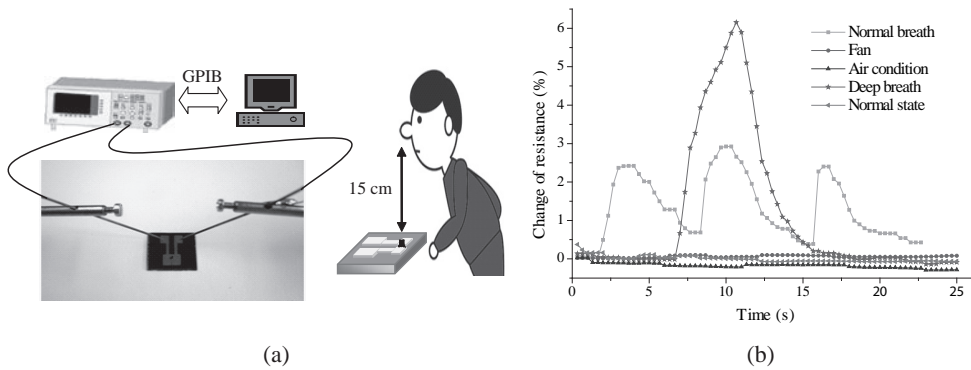 GPIB
15 cm
(a)
Change of resistance (%)
6
5
4
3
2
1
0
0
5
10
15
20
25
Time (s)
Normal breath
Fan
Air condition
Deep breath
Normal state
(b)